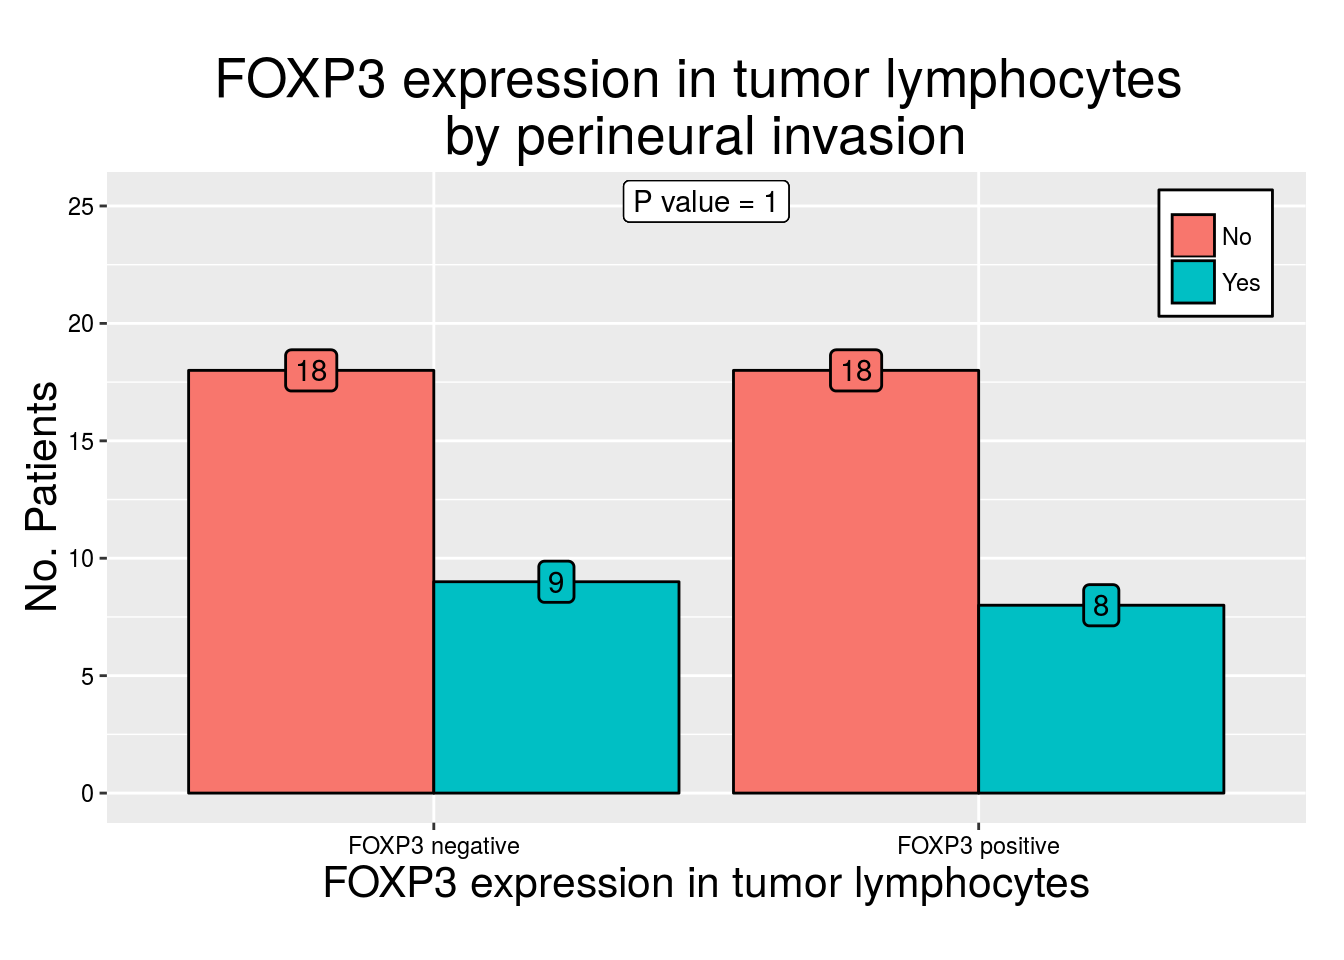 FOXP3 expression in tumor lymphocytes
by perineural invasion
P value = 1
No
Yes
No. Patients
25
20
15
10
5
0
18
9
18
8
FOXP3 negative
FOXP3 positive
FOXP3 expression in tumor lymphocytes